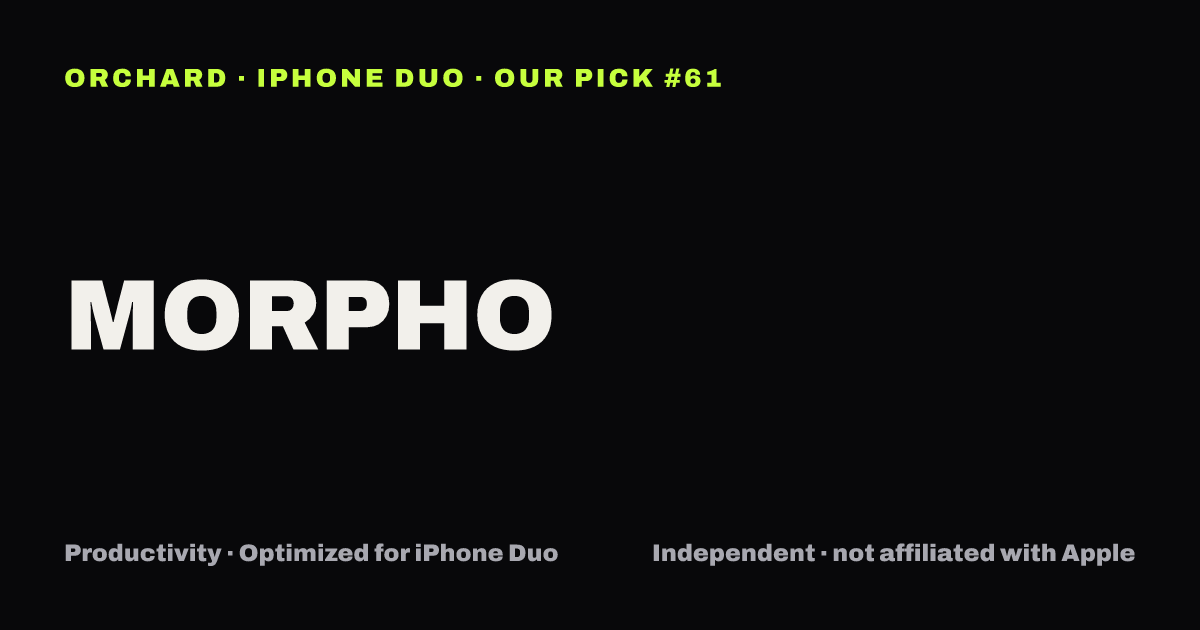 ORCHARD · IPHONE DUO · OUR PICK #61
MORPHO
Productivity · Optimized for iPhone Duo
Independent · not affiliated with Apple